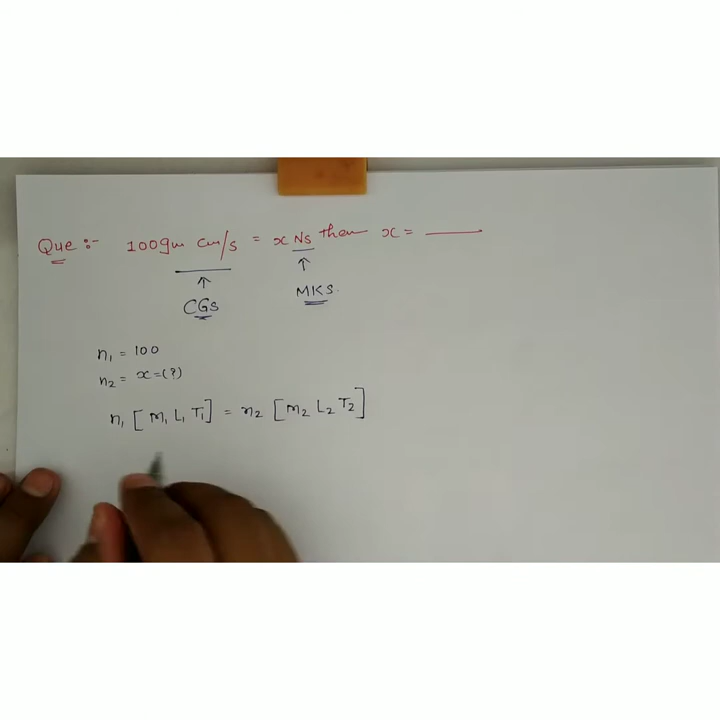 Que :- 100gm cm/s = x Ns then x = ____
↑ ↑
CGS MKS.
n₁ = 100
n₂ = x = (?)
n₁ [M₁ L₁ T₁] = n₂ [M₂ L₂ T₂]